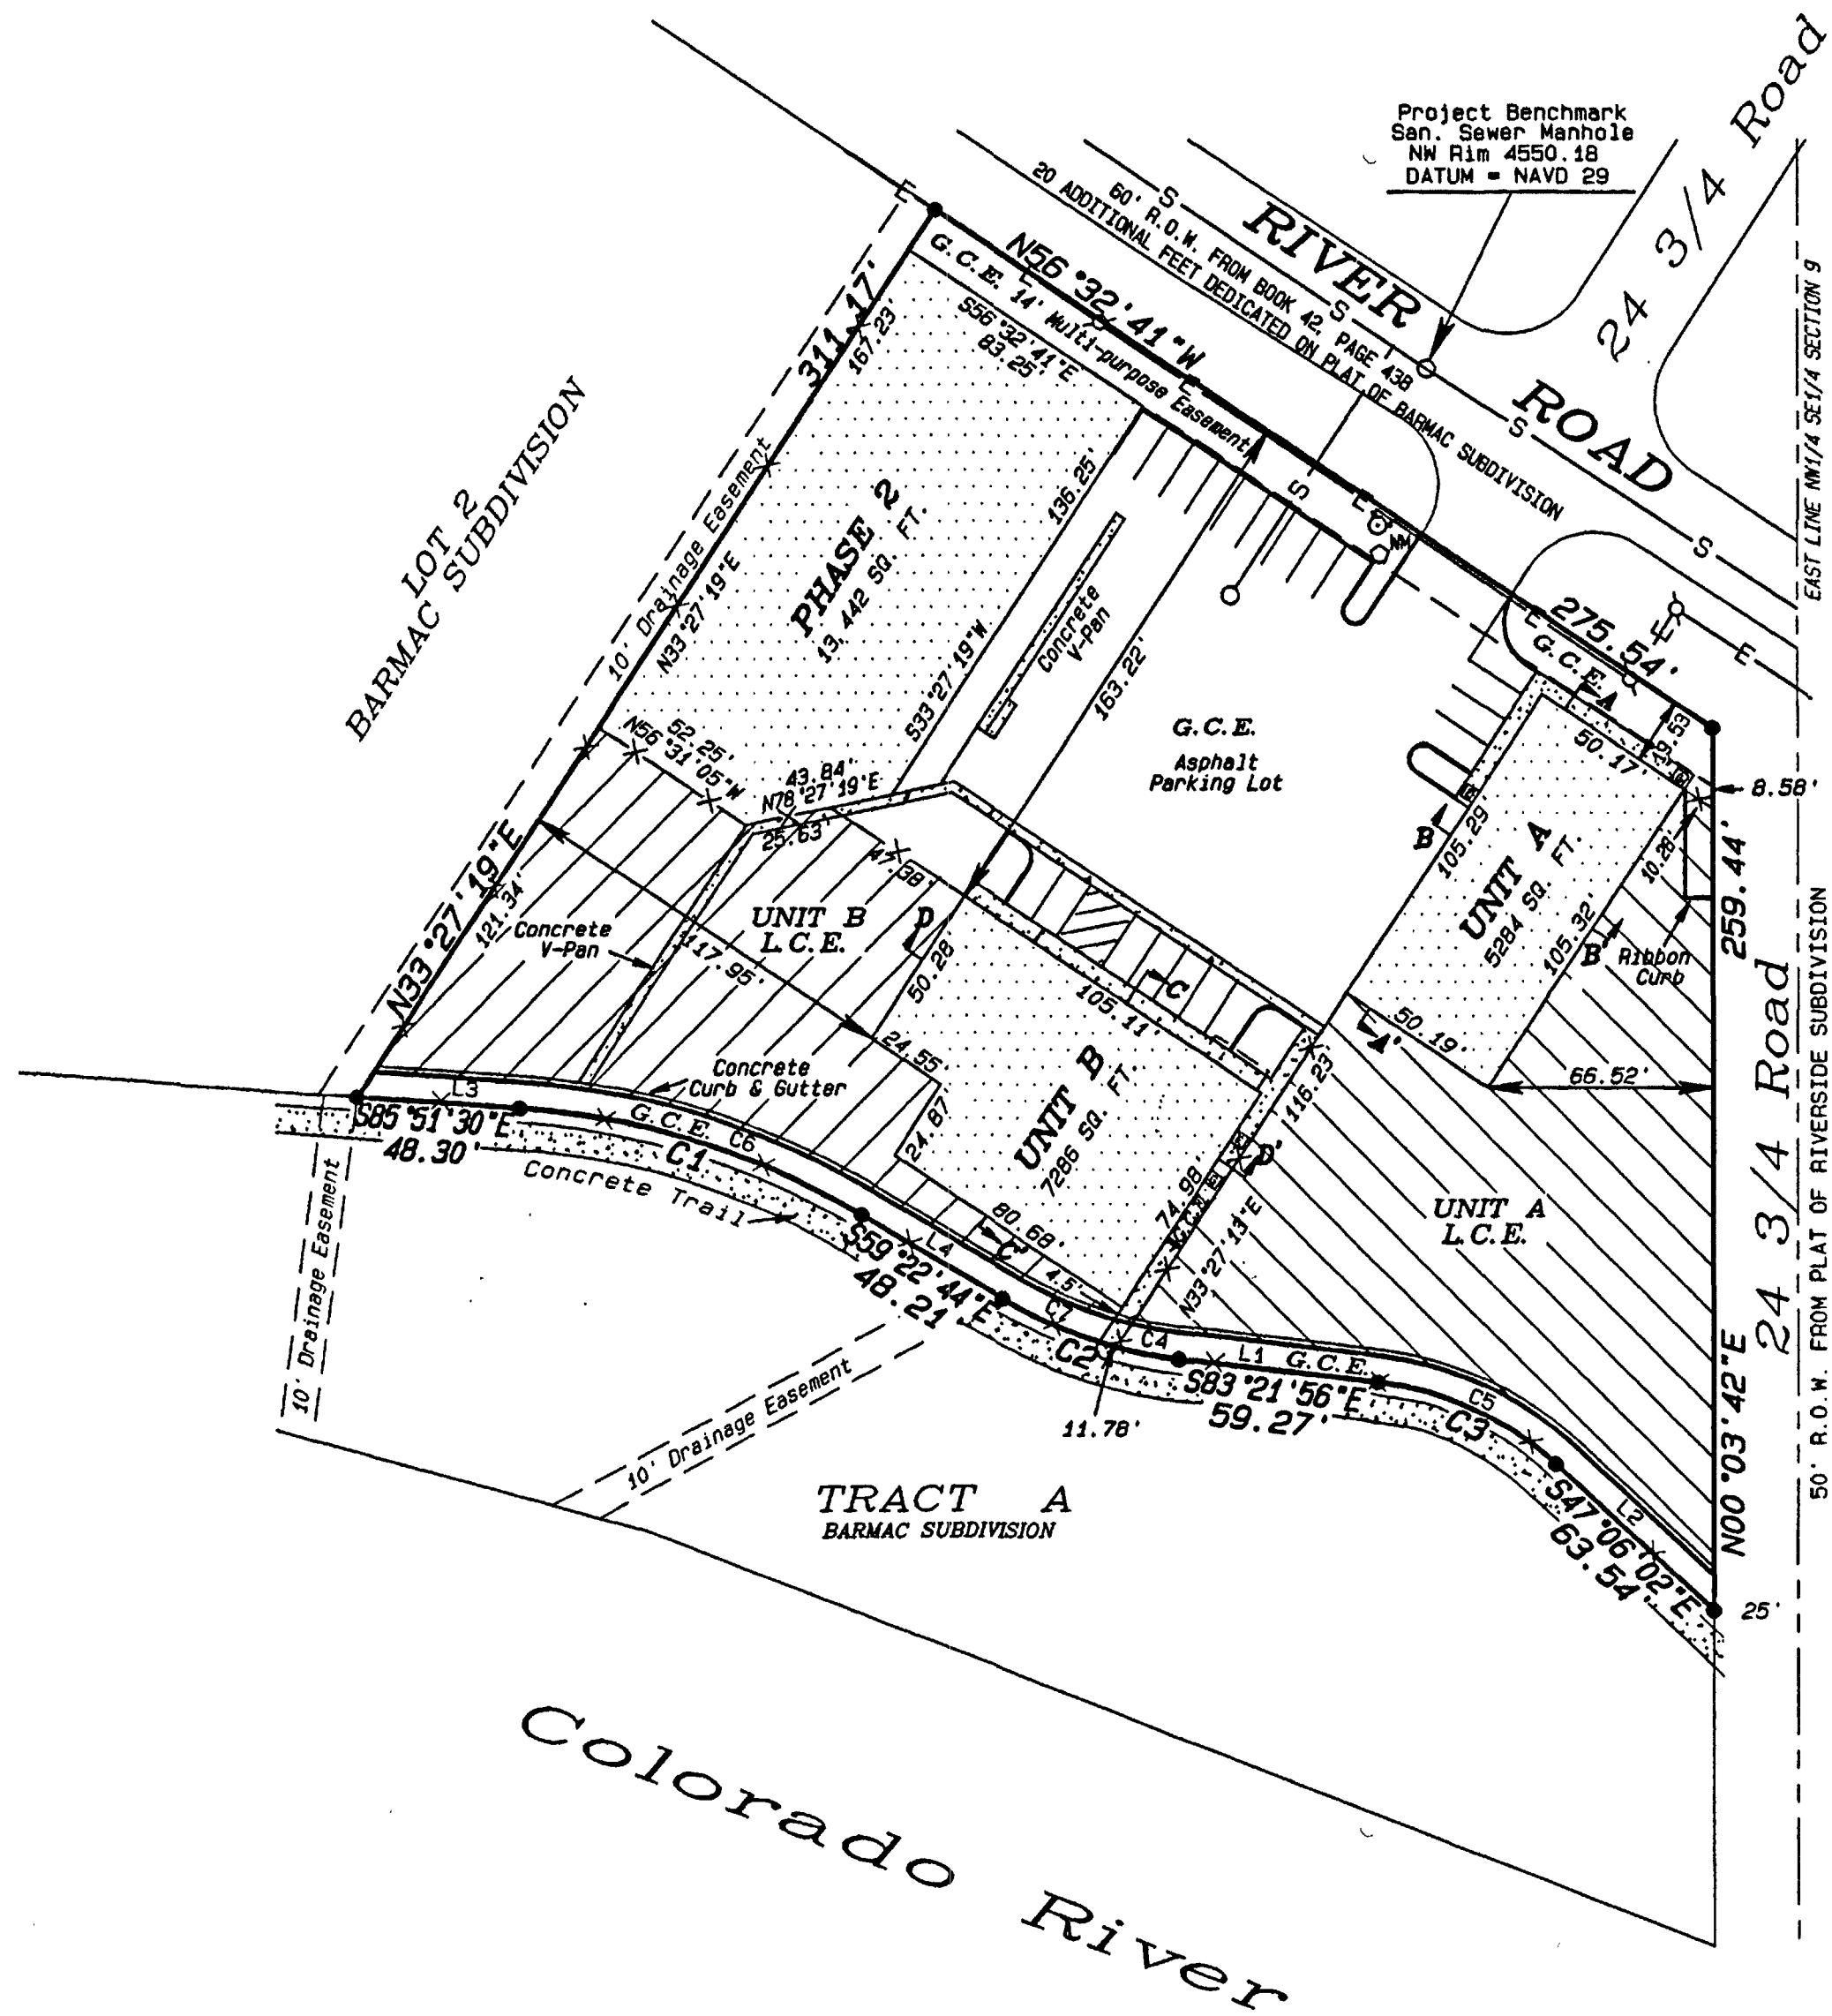 Project Benchmark
San. Sewer Manhole
NW Rim 4550.18
DATUM = NAVD 29
24 3/4 Road
RIVER ROAD
60' R.O.W. FROM BOOK 42, PAGE 438
20 ADDITIONAL FEET DEDICATED ON PLAT OF BARMAC SUBDIVISION
EAST LINE NW1/4 SE1/4 SECTION 9
N56°32'41"W
275.54'
G.C.E. 14' Multi-purpose Easement
S56°32'41"E
83.25'
311.17'
167.23'
LOT 2
BARMAC SUBDIVISION
10' Drainage Easement
N33°27'19"E
PHASE 2
13,442 SQ. FT.
136.25'
S33°27'19"W
Concrete
V-Pan
163.22'
G.C.E.
Asphalt
Parking Lot
G.C.E.
A
50.17'
19.53
8.58'
N56°31'05"W
52.25'
43.84'
N78°27'19"E
25.63'
47.38'
B
105.29'
UNIT A
5284 SQ. FT.
10.28'
105.32'
B'
Ribbon
Curb
259.44'
N33°27'19"E
121.34'
Concrete
V-Pan
117.95'
UNIT B
L.C.E.
D
50.28
105.11'
C
50.19'
A'
66.52'
24.55'
24.87'
Concrete
Curb & Gutter
UNIT B
7286 SQ. FT.
116.23
D'
74.98'
G.C.E.
N33°27'13"E
80.68'
C'
4.5'
UNIT A
L.C.E.
L3
S85°51'30"E
48.30'
G.C.E
C6
C1
Concrete Trail
L4
S59°22'44"E
48.21'
C7
C2
C4
11.78'
L1
G.C.E.
S83°21'56"E
59.27'
C5
C3
L2
S47°06'02"E
63.54'
25'
N00°03'42"E
24 3/4 Road
50' R.O.W. FROM PLAT OF RIVERSIDE SUBDIVISION
10' Drainage Easement
10' Drainage Easement
TRACT A
BARMAC SUBDIVISION
Colorado River